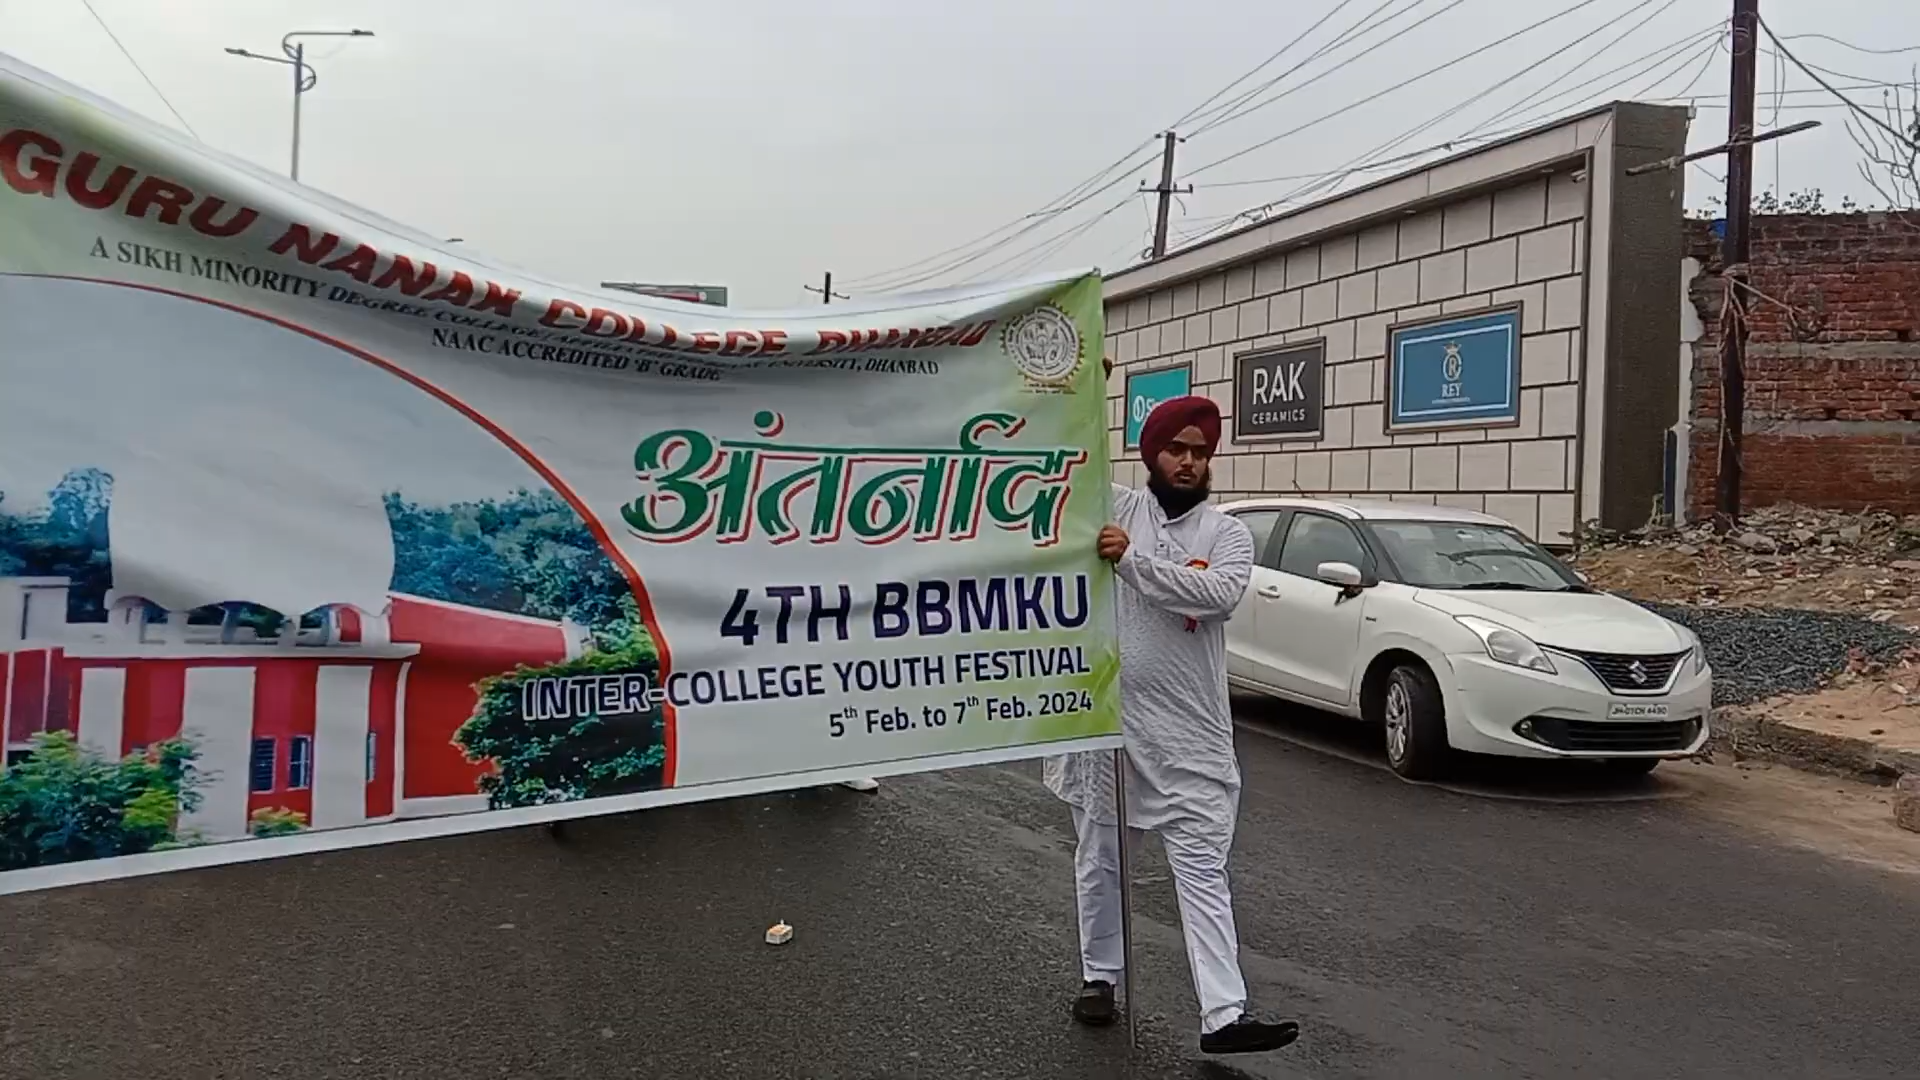 GURU NANAK COLLEGE, DHANBAD
A SIKH MINORITY DEGREE COLLEGE UNIVERSITY, DHANBAD
NAAC ACCREDITED 'B' GRADE
अंतर्नाद
4TH BBMKU
INTER-COLLEGE YOUTH FESTIVAL
5th Feb. to 7th Feb. 2024
RAK
CERAMICS
REY